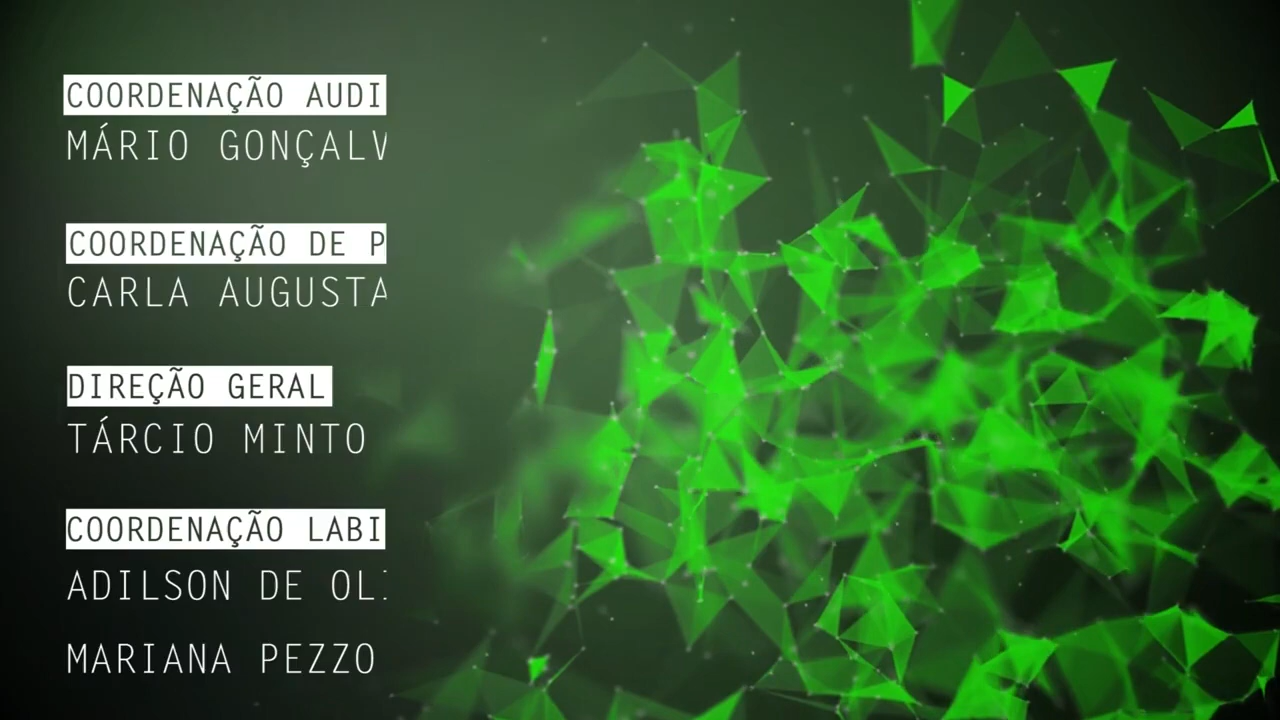 COORDENAÇÃO AUDI
MÁRIO GONÇALV
COORDENAÇÃO DE P
CARLA AUGUSTA
DIREÇÃO GERAL
TÁRCIO MINTO
COORDENAÇÃO LABI
ADILSON DE OL
MARIANA PEZZO